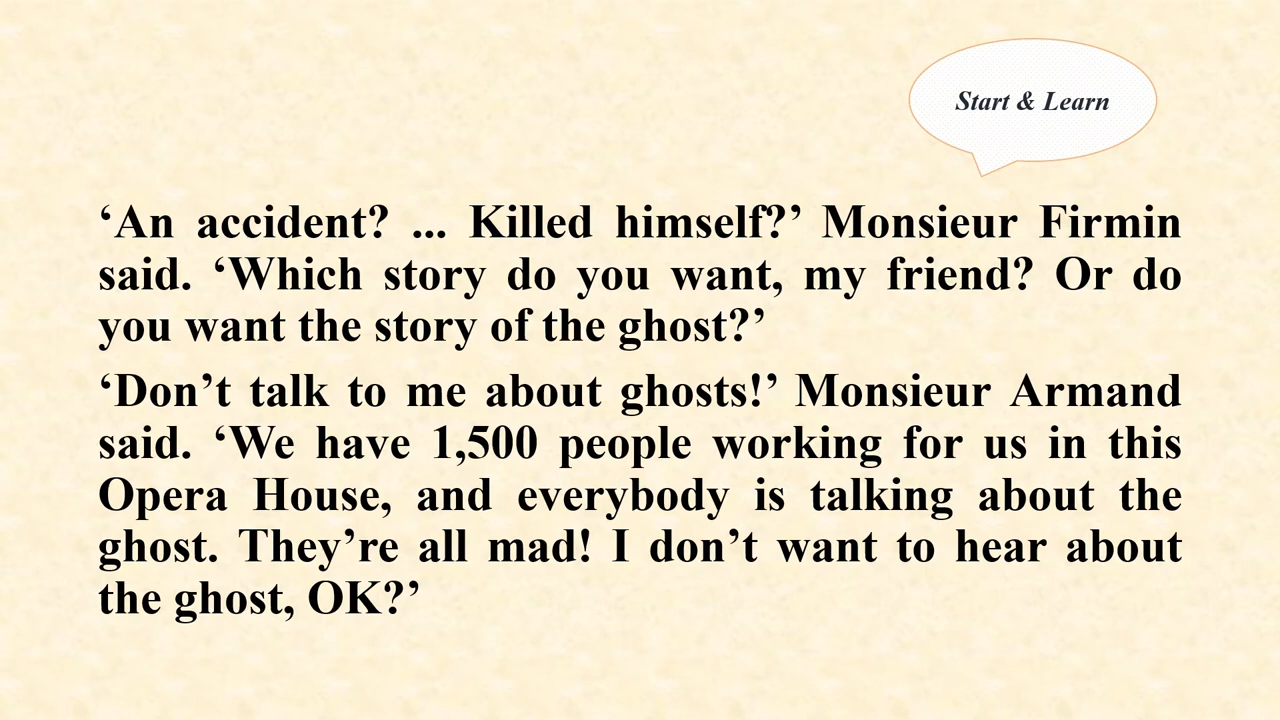 Start & Learn
‘An accident? ... Killed himself?’ Monsieur Firmin
said. ‘Which story do you want, my friend? Or do
you want the story of the ghost?’
‘Don’t talk to me about ghosts!’ Monsieur Armand
said. ‘We have 1,500 people working for us in this
Opera House, and everybody is talking about the
ghost. They’re all mad! I don’t want to hear about
the ghost, OK?’